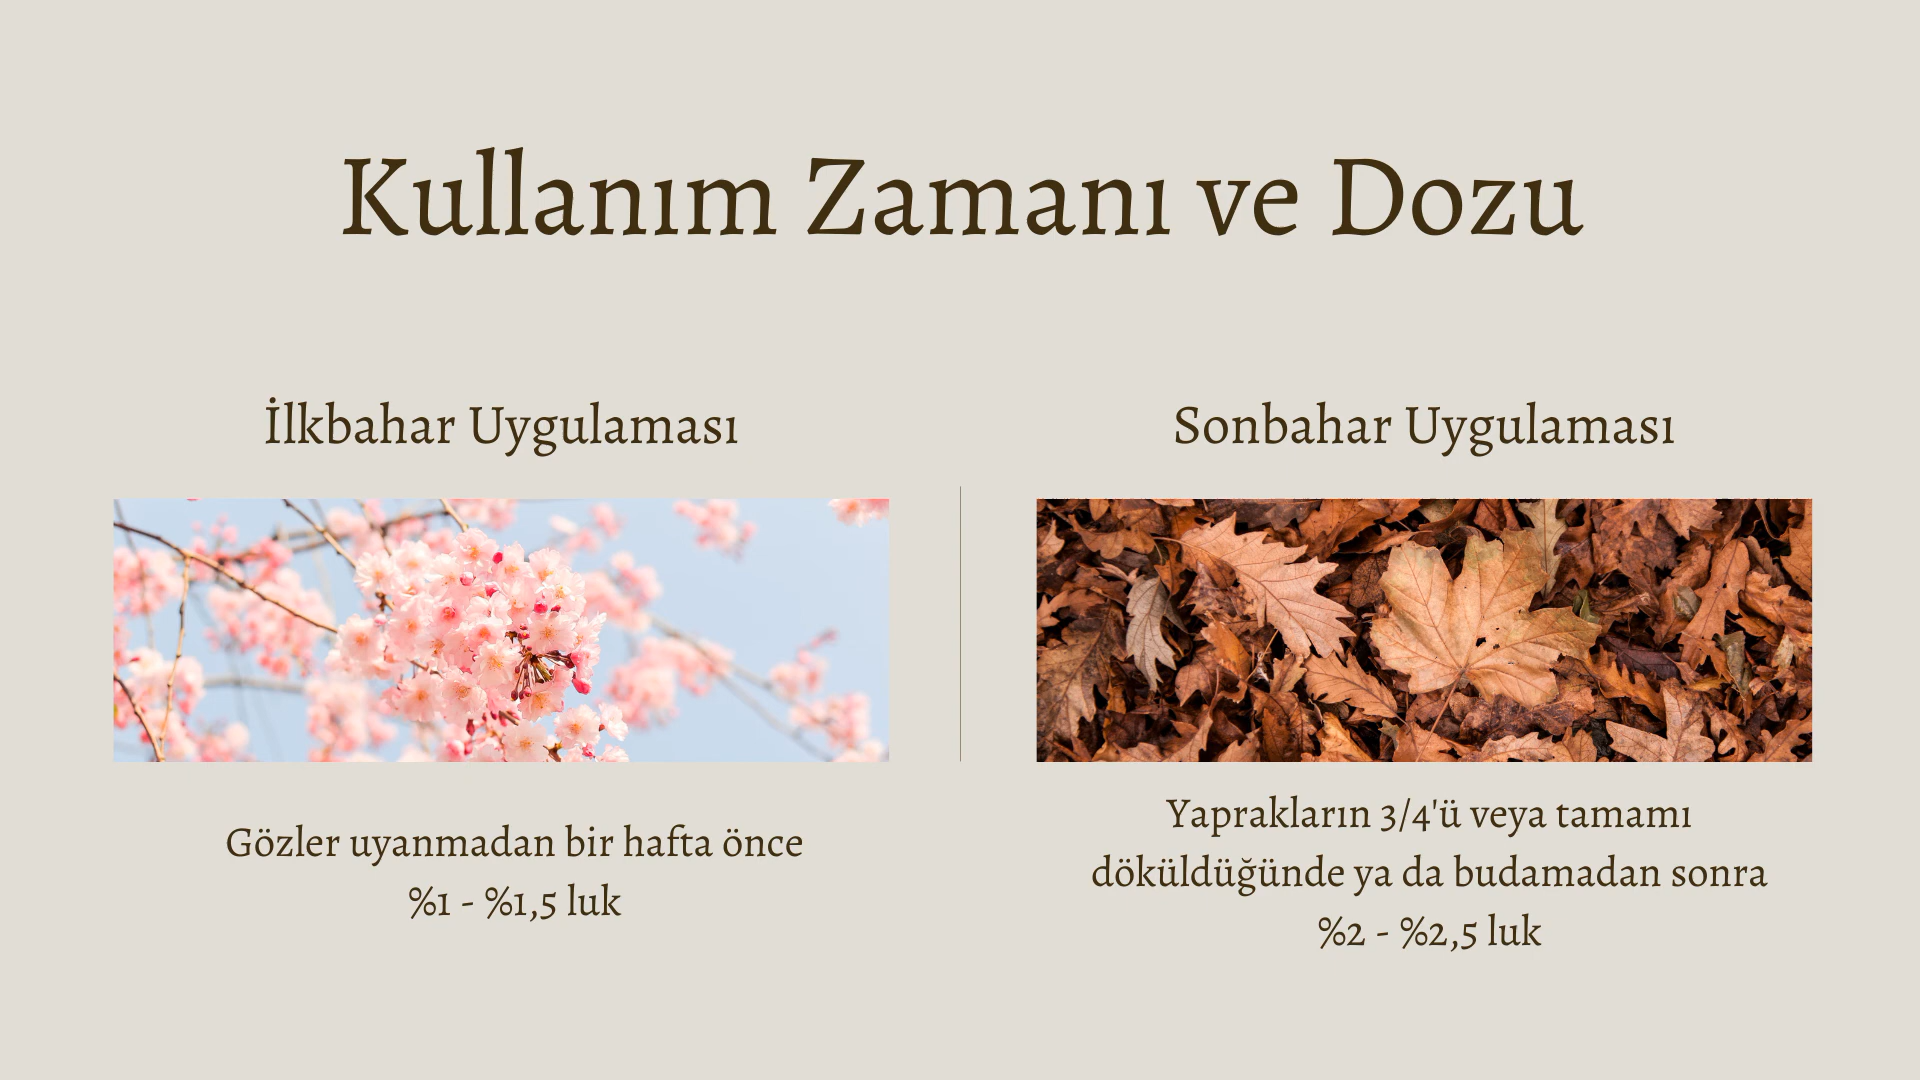 Kullanım Zamanı ve Dozu
İlkbahar Uygulaması
Gözler uyanmadan bir hafta önce
%1 - %1,5 luk
Sonbahar Uygulaması
Yaprakların 3/4'ü veya tamamı
döküldüğünde ya da budamadan sonra
%2 - %2,5 luk